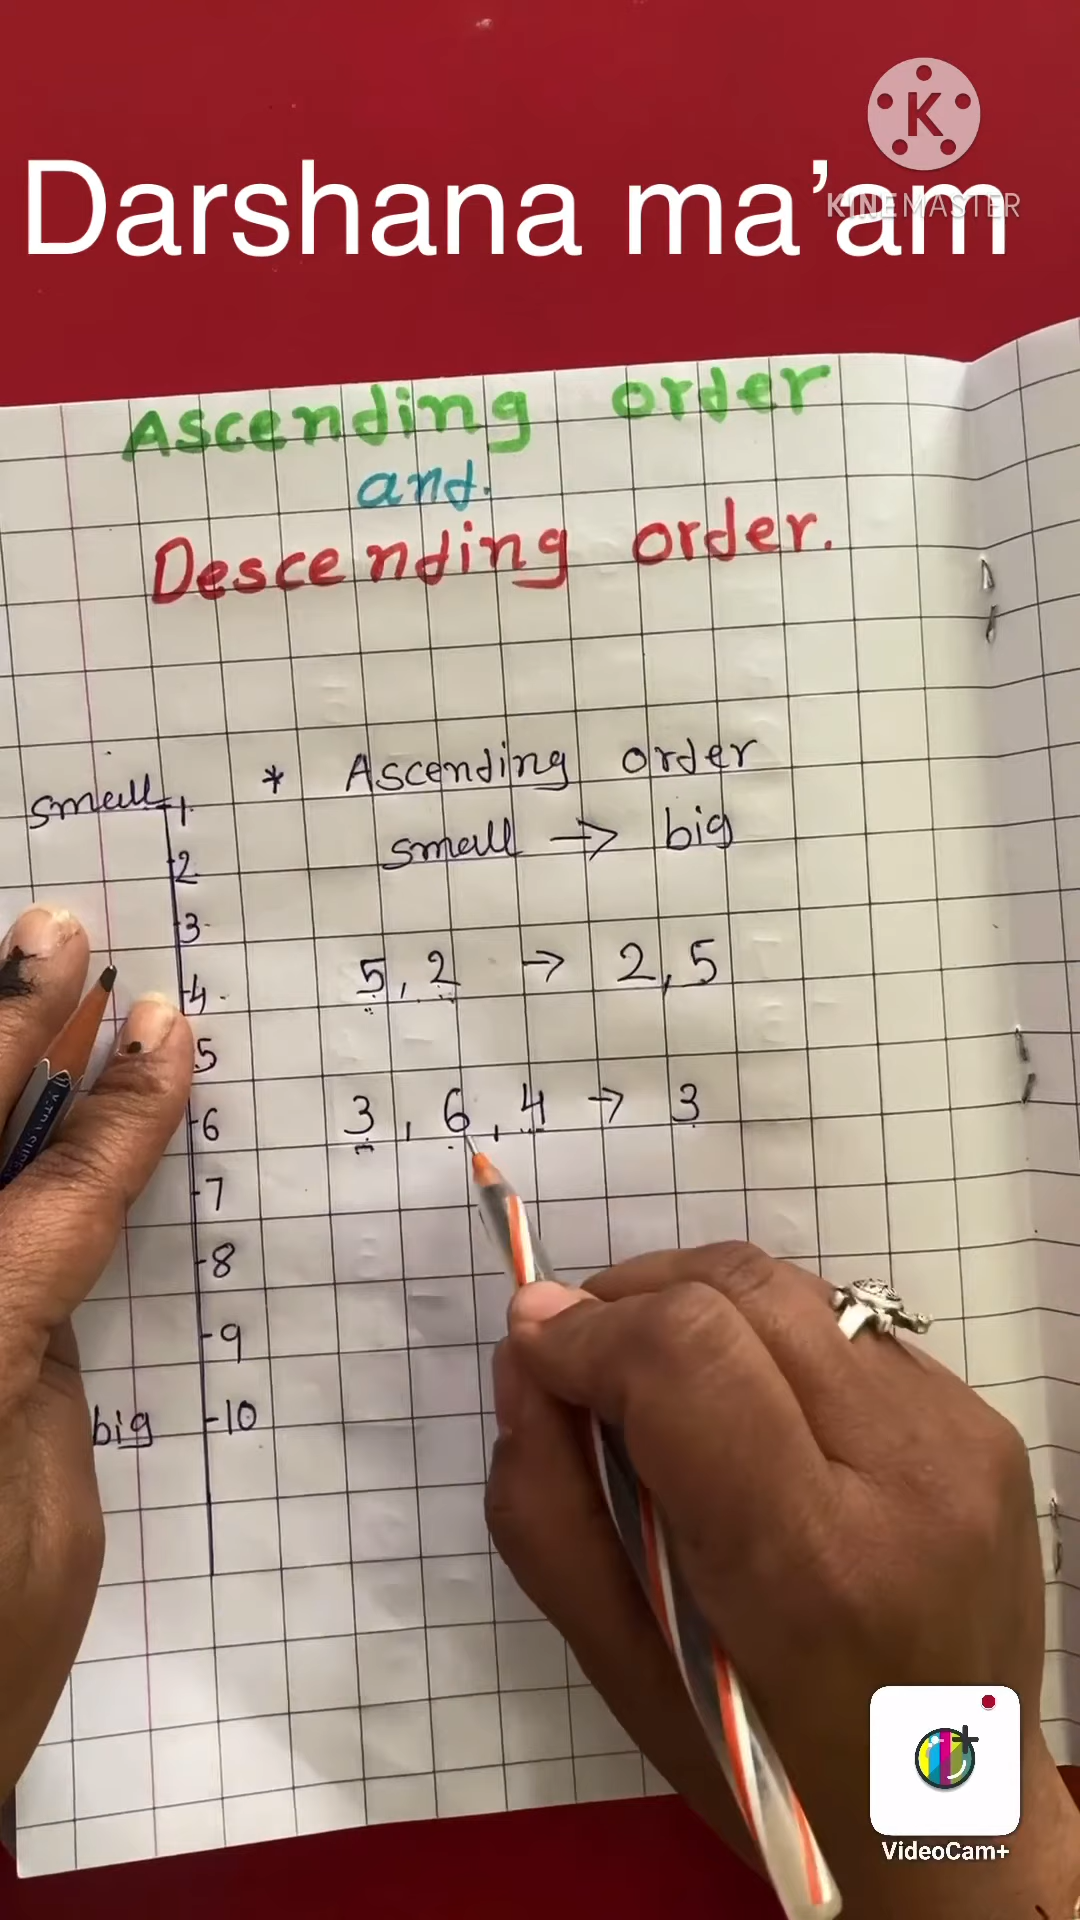 K
KINEMASTER
Darshana ma’am
Ascending order
and.
Descending order.
small
1
2
3
4
5
6
7
8
9
10
big
* Ascending order
small → big
5, 2 → 2, 5
3, 6, 4 → 3
VideoCam+